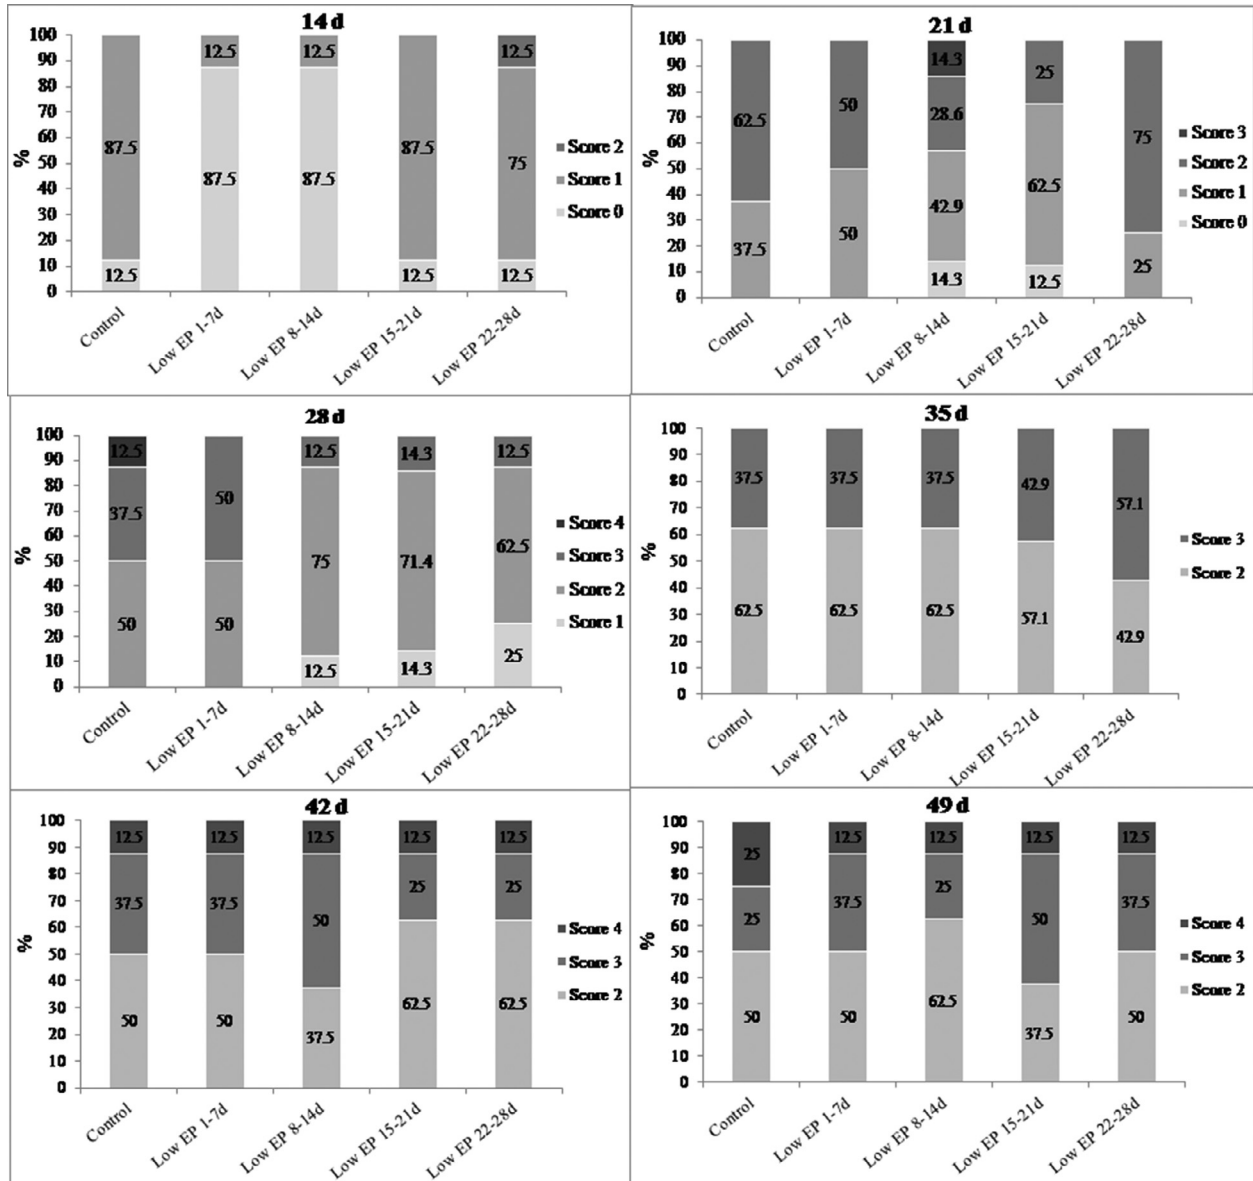 14 d
100
90
80
70
60
50
40
30
20
10
0
%
12.5 12.5 12.5
87.5 87.5 75
87.5 87.5
12.5 12.5 12.5
Score 2
Score 1
Score 0
Control Low EP 1-7d Low EP 8-14d Low EP 15-21d Low EP 22-28d
21 d
100
90
80
70
60
50
40
30
20
10
0
%
14.3
62.5 50 28.6 25 75
37.5 50 42.9 62.5 25
14.3 12.5
Score 3
Score 2
Score 1
Score 0
Control Low EP 1-7d Low EP 8-14d Low EP 15-21d Low EP 22-28d
28 d
100
90
80
70
60
50
40
30
20
10
0
%
12.5
37.5 50 12.5 14.3 12.5
50 50 75 71.4 62.5
12.5 14.3 25
Score 4
Score 3
Score 2
Score 1
Control Low EP 1-7d Low EP 8-14d Low EP 15-21d Low EP 22-28d
35 d
100
90
80
70
60
50
40
30
20
10
0
%
37.5 37.5 37.5 42.9 57.1
62.5 62.5 62.5 57.1 42.9
Score 3
Score 2
Control Low EP 1-7d Low EP 8-14d Low EP 15-21d Low EP 22-28d
42 d
100
90
80
70
60
50
40
30
20
10
0
%
12.5 12.5 12.5 12.5 12.5
37.5 37.5 50 25 25
50 50 37.5 62.5 62.5
Score 4
Score 3
Score 2
Control Low EP 1-7d Low EP 8-14d Low EP 15-21d Low EP 22-28d
49 d
100
90
80
70
60
50
40
30
20
10
0
%
25 12.5 12.5 12.5 12.5
25 37.5 25 50 37.5
50 50 62.5 37.5 50
Score 4
Score 3
Score 2
Control Low EP 1-7d Low EP 8-14d Low EP 15-21d Low EP 22-28d